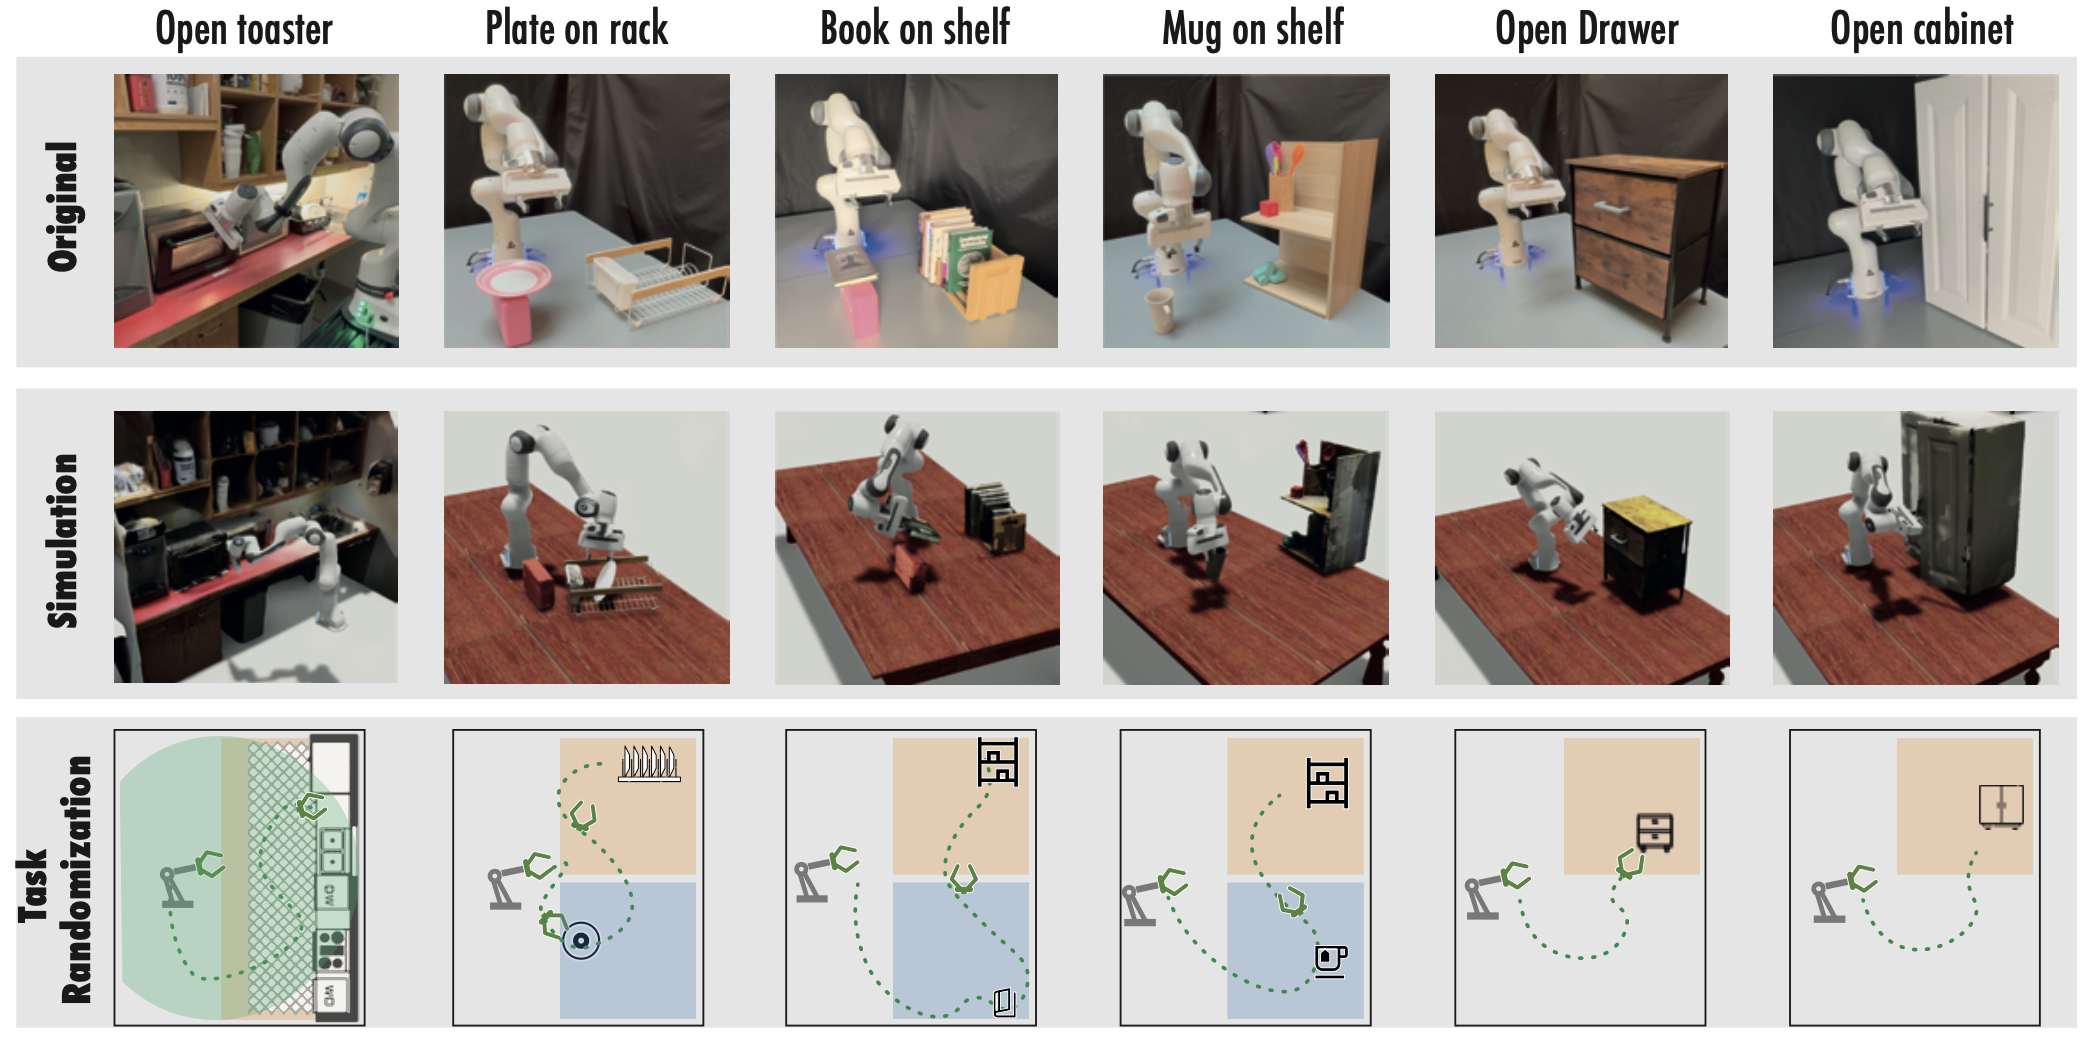 Open toaster
Plate on rack
Book on shelf
Mug on shelf
Open Drawer
Open cabinet
Original
Simulation
Task
Randomization
DW
W/D